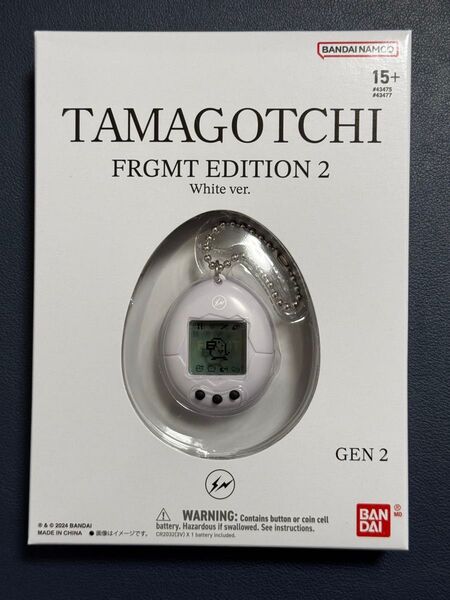 BANDAI NAMCO
15+
#43475
#43477
TAMAGOTCHI
FRGMT EDITION 2
White ver.
GEN 2
WARNING: Contains button or coin cell
battery. Hazardous if swallowed. See instructions.
CR2032(3V) X 1 battery included.
® & © 2024 BANDAI
MADE IN CHINA ●画像はイメージです。
BAN
DAI
® MD